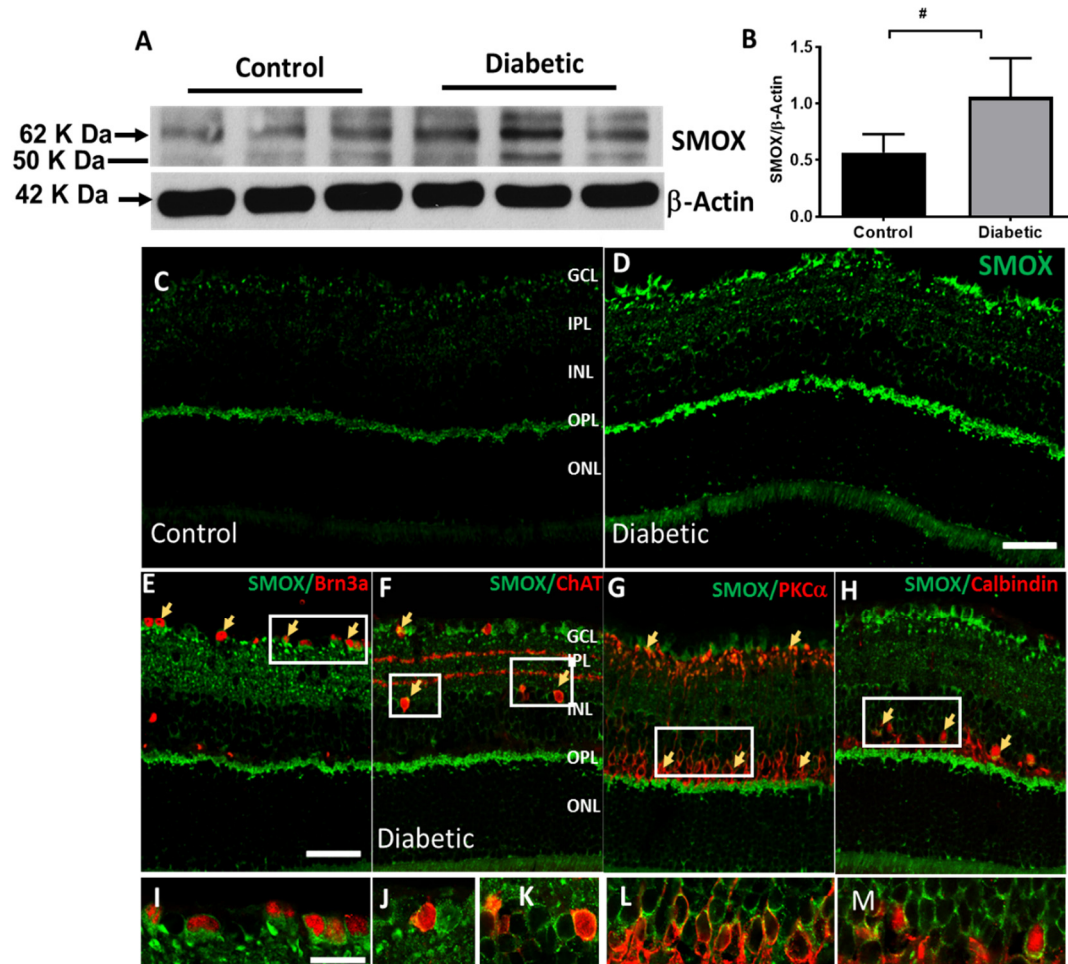 A
Control
Diabetic
62 K Da
50 K Da
42 K Da
SMOX
β-Actin
B
#
SMOX/β-Actin
1.5
1.0
0.5
0.0
Control
Diabetic
C
GCL
IPL
INL
OPL
ONL
Control
D
SMOX
Diabetic
E
SMOX/Brn3a
F
SMOX/ChAT
GCL
IPL
INL
OPL
ONL
Diabetic
G
SMOX/PKCα
H
SMOX/Calbindin
I
J
K
L
M